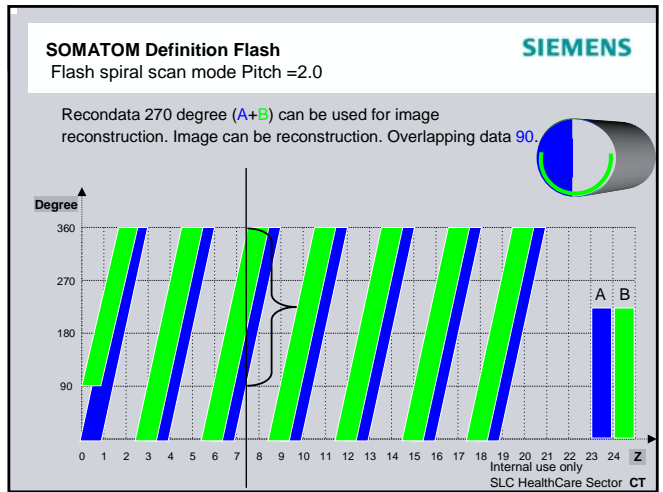 SOMATOM Definition Flash
SIEMENS
Flash spiral scan mode Pitch =2.0
Recondata 270 degree (A+B) can be used for image
reconstruction. Image can be reconstruction. Overlapping data 90.
Degree
360
270
180
90
A B
0 1 2 3 4 5 6 7 8 9 10 11 12 13 14 15 16 17 18 19 20 21 22 23 24 Z
Internal use only
SLC HealthCare Sector CT